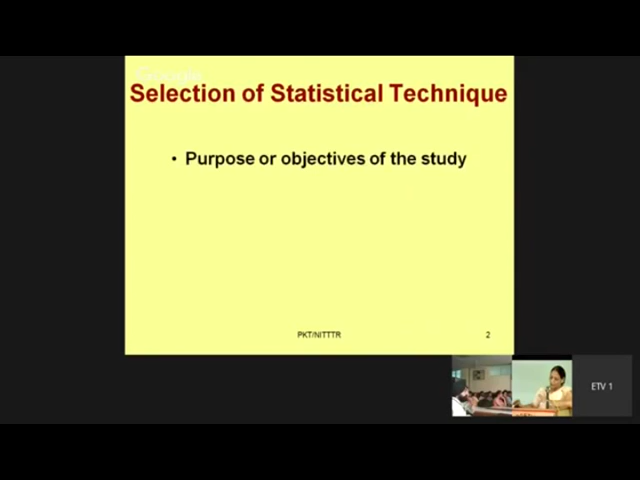 Selection of Statistical Technique
• Purpose or objectives of the study
PKT/NITTTR
2
ETV 1